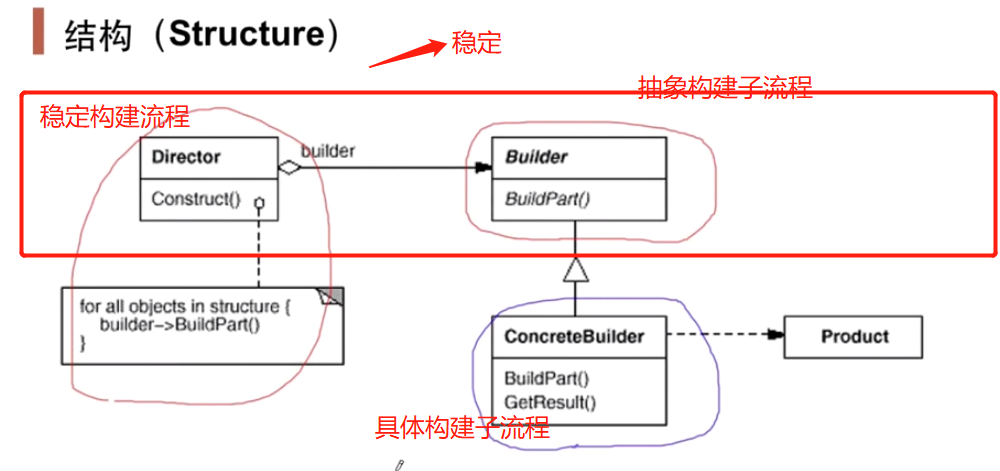 结构（Structure）
稳定
抽象构建子流程
稳定构建流程
builder
Director
Construct()
Builder
BuildPart()
for all objects in structure {
builder->BuildPart()
}
ConcreteBuilder
BuildPart()
GetResult()
Product
具体构建子流程